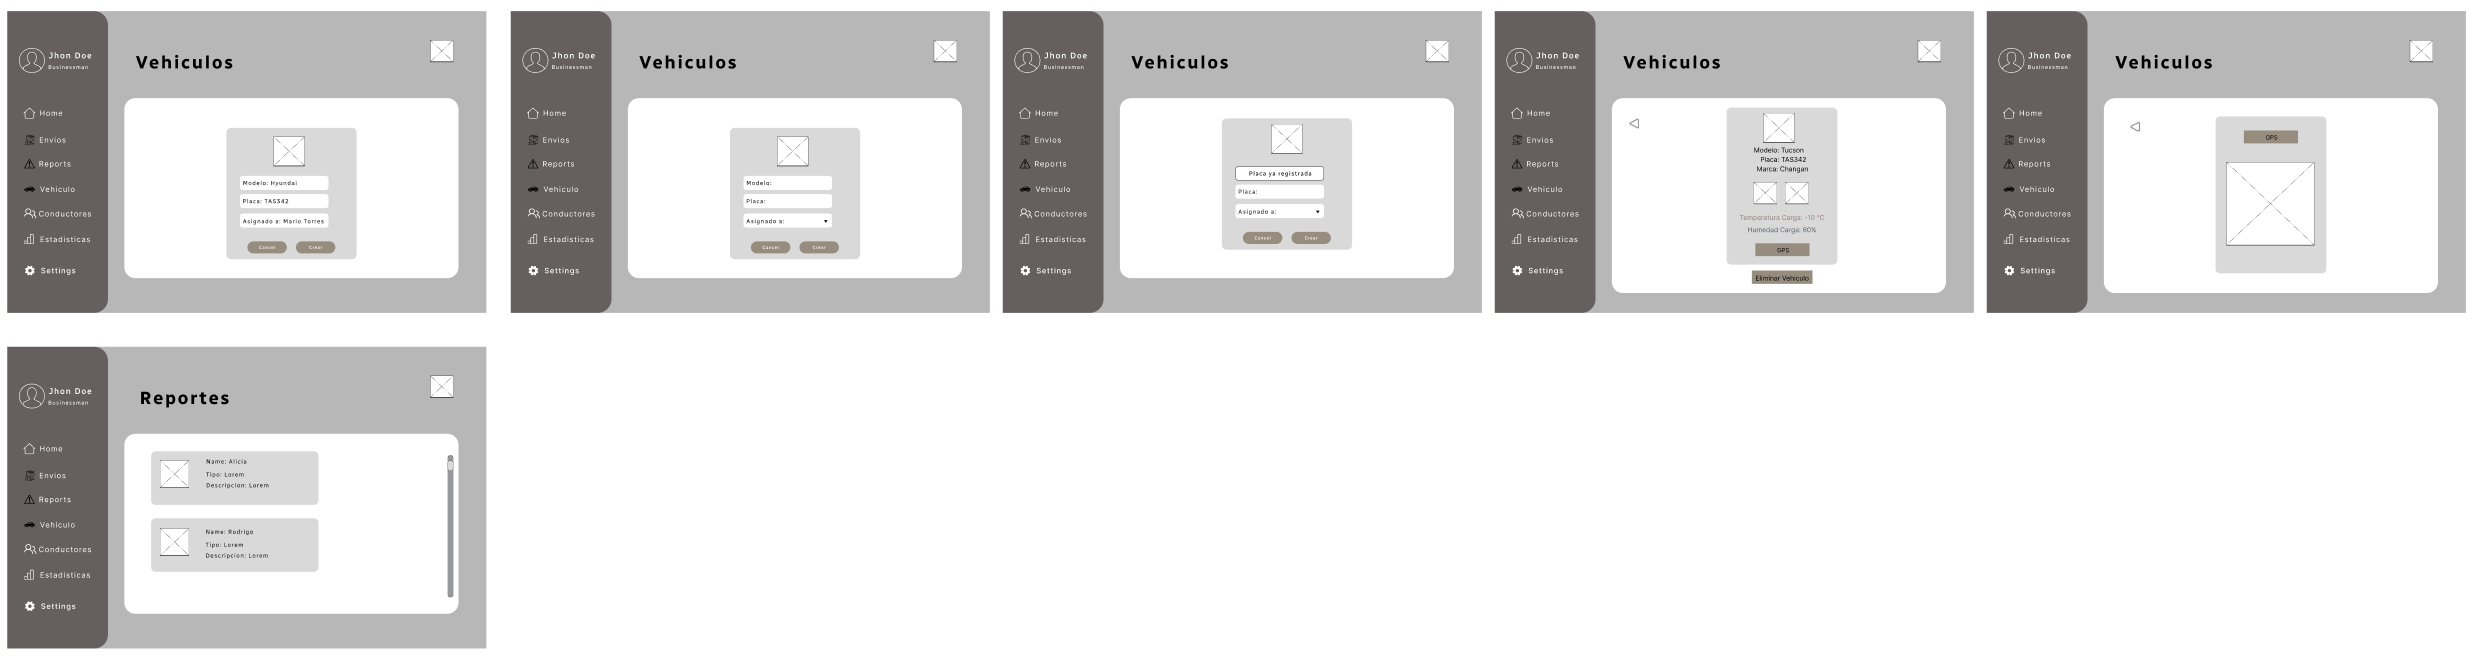 Jhon Doe
Businessman
Home
Envios
Reports
Vehiculo
Conductores
Estadisticas
Settings
Vehiculos
Modelo: Hyundai
Placa: TAS342
Asignado a: Mario Torres
Cancel
Crear
Jhon Doe
Businessman
Home
Envios
Reports
Vehiculo
Conductores
Estadisticas
Settings
Vehiculos
Modelo:
Placa:
Asignado a:
Cancel
Crear
Jhon Doe
Businessman
Home
Envios
Reports
Vehiculo
Conductores
Estadisticas
Settings
Vehiculos
Placa ya registrada
Placa:
Asignado a:
Cancel
Crear
Jhon Doe
Businessman
Home
Envios
Reports
Vehiculo
Conductores
Estadisticas
Settings
Vehiculos
Modelo: Tucson
Placa: TAS342
Marca: Changan
Temperatura Carga: -10 °C
Humedad Carga: 60%
GPS
Eliminar Vehiculo
Jhon Doe
Businessman
Home
Envios
Reports
Vehiculo
Conductores
Estadisticas
Settings
Vehiculos
GPS
Jhon Doe
Businessman
Home
Envios
Reports
Vehiculo
Conductores
Estadisticas
Settings
Reportes
Name: Alicia
Tipo: Lorem
Descripcion: Lorem
Name: Rodrigo
Tipo: Lorem
Descripcion: Lorem